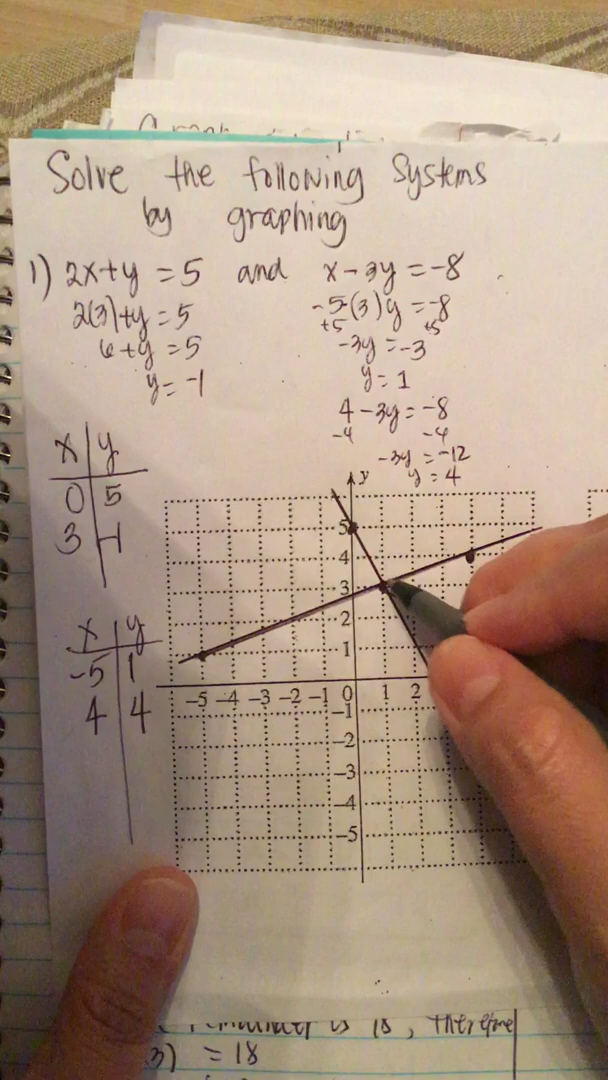 Solve the following systems
by graphing
1) 2x+y = 5 and x-3y = -8
2(3)+y = 5
6+y = 5
y = -1
-5-(3)y = -8
+5 +5
-3y = -3
y = 1
4-3y = -8
-4 -4
-3y = -12
y = 4
x y
0 5
3 -1
x y
-5 1
4 4
y
5
4
3
2
1
-5 -4 -3 -2 -1 0 1 2
-1
-2
-3
-4
-5
is 18, therefore
3) = 18